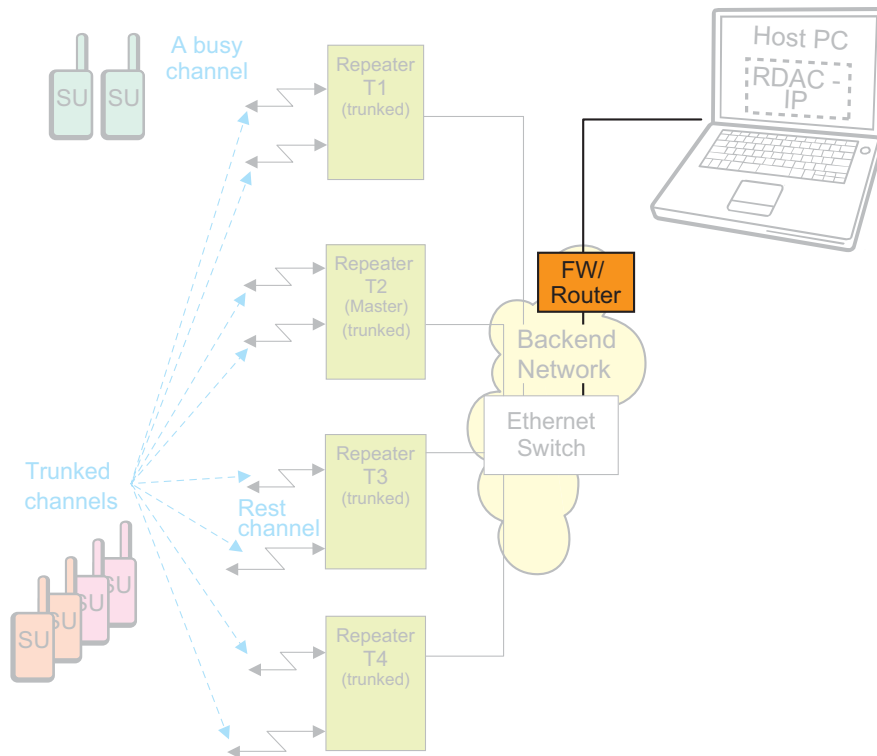 A busy
channel
SU
SU
Repeater
T1
(trunked)
Host PC
RDAC -
IP
Repeater
T2
(Master)
(trunked)
FW/
Router
Backend
Network
Ethernet
Switch
Repeater
T3
(trunked)
Trunked
channels
Rest
channel
SU
SU
SU
SU
Repeater
T4
(trunked)